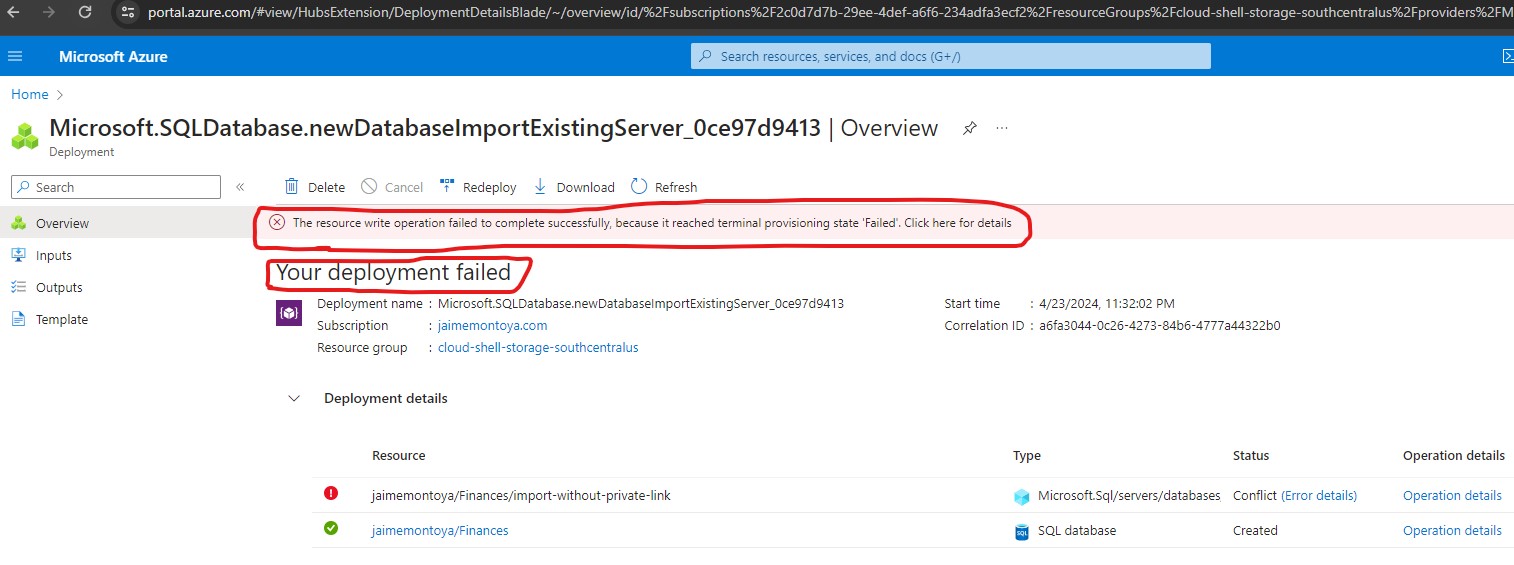 portal.azure.com/#view/HubsExtension/DeploymentDetailsBlade/~/overview/id/%2Fsubscriptions%2F2c0d7d7b-29ee-4def-a6f6-234adfa3ecf2%2FresourceGroups%2Fcloud-shell-storage-southcentralus%2Fproviders%2FM
Microsoft Azure
Search resources, services, and docs (G+/)
Home
Microsoft.SQLDatabase.newDatabaseImportExistingServer_0ce97d9413 | Overview
Deployment
Search
Delete Cancel Redeploy Download Refresh
Overview
Inputs
Outputs
Template
The resource write operation failed to complete successfully, because it reached terminal provisioning state 'Failed'. Click here for details
Your deployment failed
Deployment name : Microsoft.SQLDatabase.newDatabaseImportExistingServer_0ce97d9413 Start time : 4/23/2024, 11:32:02 PM
Subscription : jaimemontoya.com Correlation ID : a6fa3044-0c26-4273-84b6-4777a44322b0
Resource group : cloud-shell-storage-southcentralus
Deployment details
Resource Type Status Operation details
jaimemontoya/Finances/import-without-private-link Microsoft.Sql/servers/databases Conflict (Error details) Operation details
jaimemontoya/Finances SQL SQL database Created Operation details